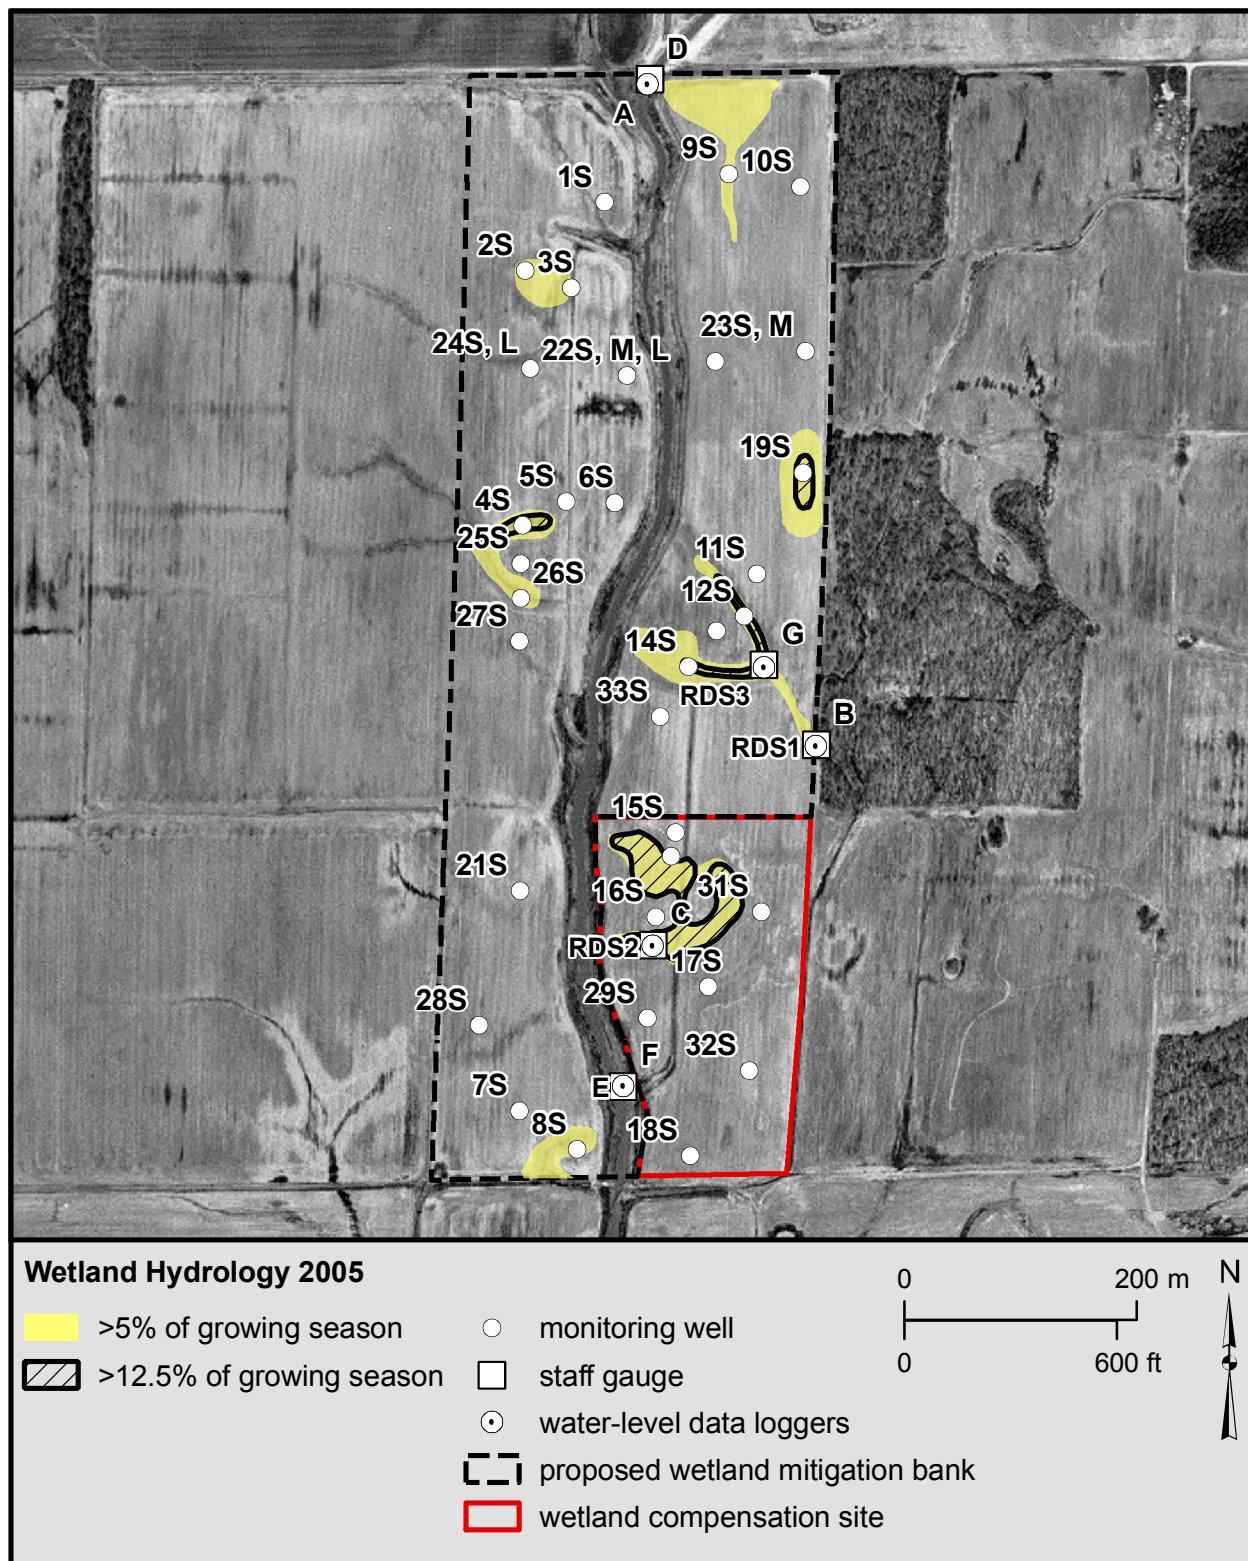 D
A
9S
10S
1S
2S
3S
23S, M
24S, L
22S, M, L
19S
5S
6S
4S
25S
11S
26S
12S
27S
14S
G
RDS3
33S
B
RDS1
15S
21S
16S
31S
C
RDS2
17S
28S
29S
32S
F
E
7S
8S
18S
Wetland Hydrology 2005
>5% of growing season
>12.5% of growing season
monitoring well
staff gauge
water-level data loggers
proposed wetland mitigation bank
wetland compensation site
0
200 m
0
600 ft
N